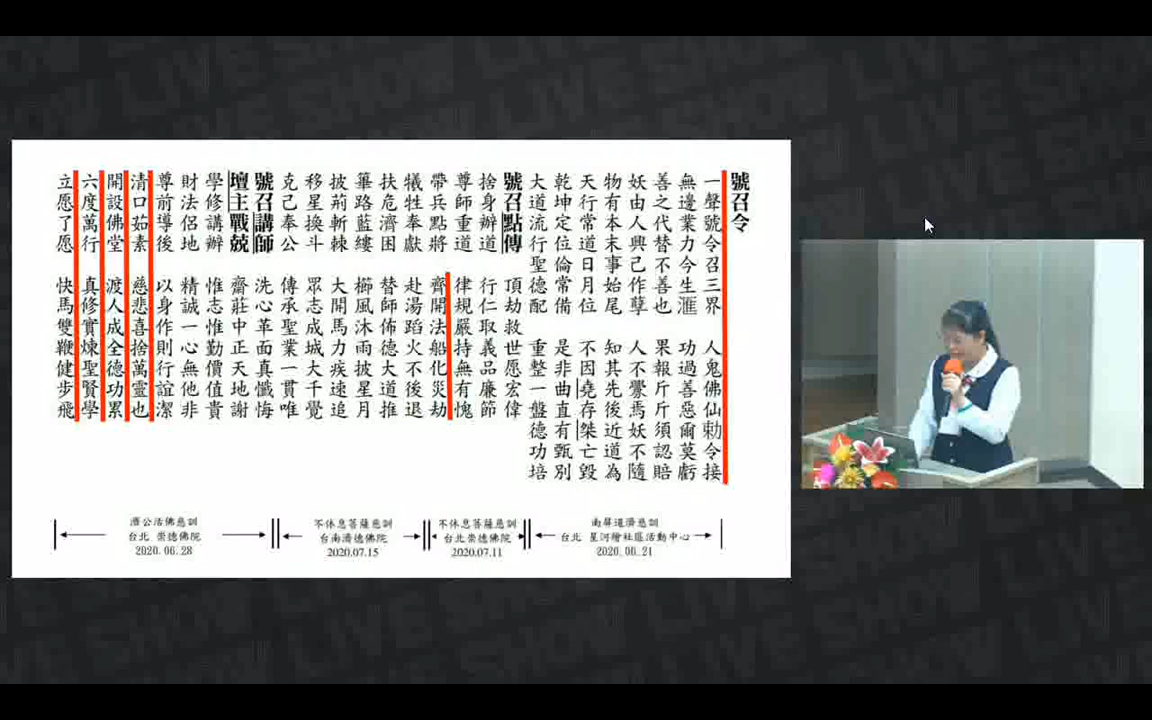 號召令
一聲號令召三界 人鬼佛仙勅令接
無邊業力今生滙 功過善惡爾莫虧
善之代替不善也 果報斤斤須認賠
妖由人興己作孽 人不釁焉妖不隨
物有本末事始尾 知其先後近道為
天行常道日月位 不因堯存桀亡毀
乾坤定位倫常備 是非曲直有甄別
大道流行聖德配 重整一盤德功培
號召點傳 頂劫救世愿宏偉
捨身辦道 行仁取義品廉節
尊師重道 律規嚴持無有愧
帶兵點將 齊開法船化災劫
犧牲奉獻 赴湯蹈火不後退
扶危濟困 替師佈德大道推
篳路藍縷 櫛風沐雨披星月
披荊斬棘 大開馬力疾速追
移星換斗 眾志成城大千覺
克己奉公 傳承聖業一貫唯
號召講師 洗心革面真懺悔
壇主戰兢 齋莊中正天地謝
學修講辦 惟志惟勤價值貴
財法侶地 精誠一心無他非
尊前導後 以身作則行誼潔
清口茹素 慈悲喜捨萬靈也
開設佛堂 渡人成全德功累
六度萬行 真修實煉聖賢學
立愿了愿 快馬雙鞭健步飛
南屏道濟慈訓
台北 星河繪社區活動中心
2020.06.21
不休息菩薩慈訓
台北崇德佛院
2020.07.11
不休息菩薩慈訓
台南濟德佛院
2020.07.15
濟公活佛慈訓
台北 崇德佛院
2020.06.28